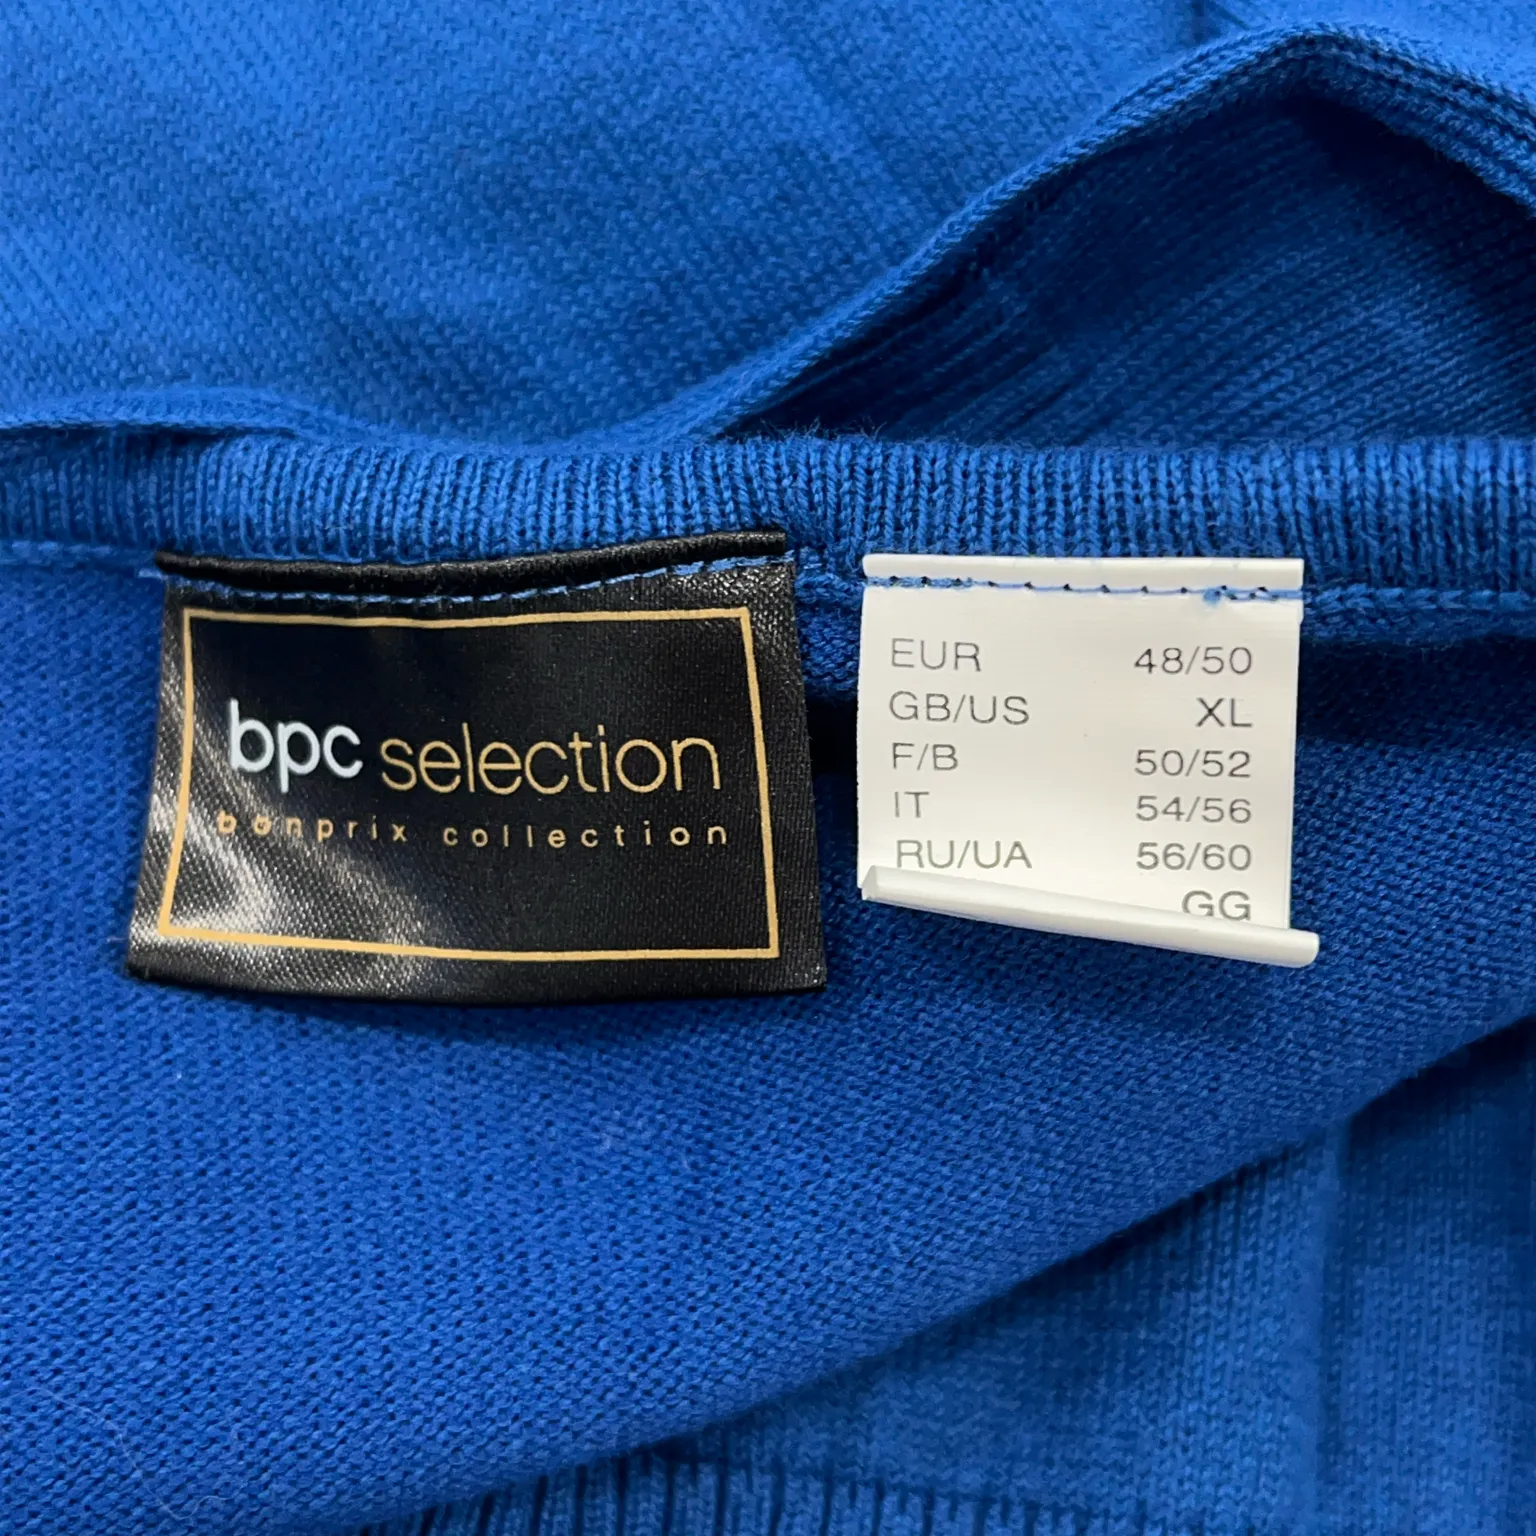 bpc selection
bonprix collection
EUR 48/50
GB/US XL
F/B 50/52
IT 54/56
RU/UA 56/60
GG